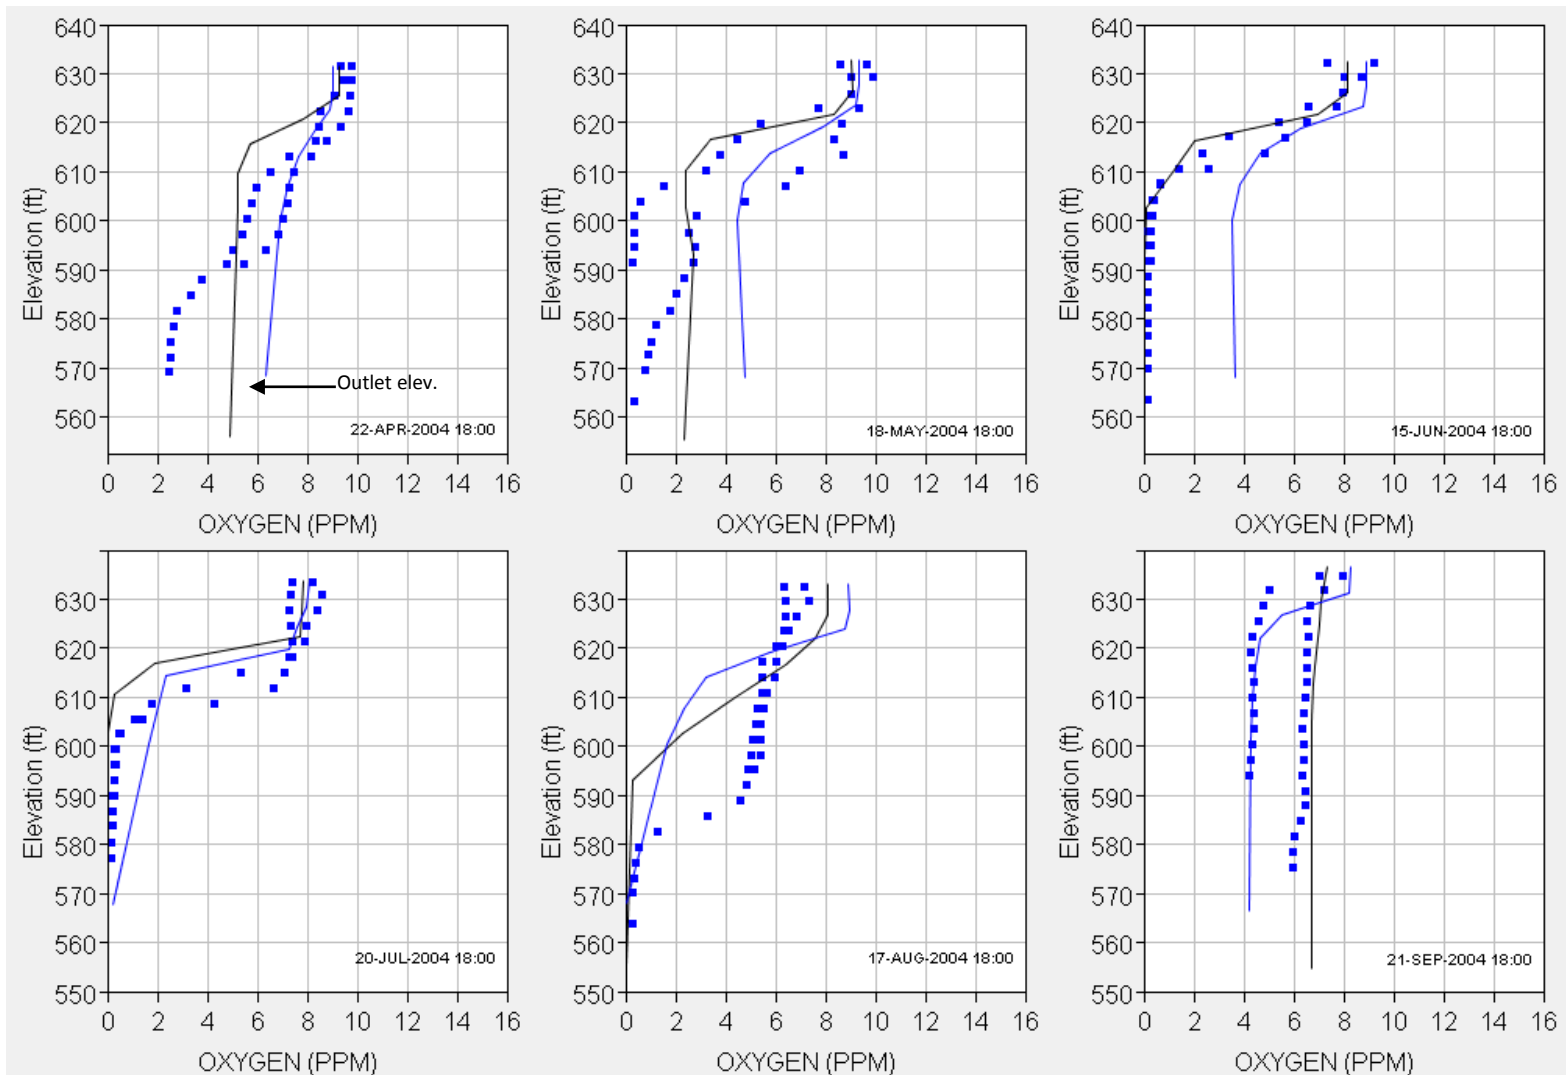 640
630
620
610
600
590
580
570
560
Elevation (ft)
Outlet elev.
22-APR-2004 18:00
0 2 4 6 8 10 12 14 16
OXYGEN (PPM)
640
630
620
610
600
590
580
570
560
Elevation (ft)
18-MAY-2004 18:00
0 2 4 6 8 10 12 14 16
OXYGEN (PPM)
640
630
620
610
600
590
580
570
560
Elevation (ft)
15-JUN-2004 18:00
0 2 4 6 8 10 12 14 16
OXYGEN (PPM)
630
620
610
600
590
580
570
560
550
Elevation (ft)
20-JUL-2004 18:00
0 2 4 6 8 10 12 14 16
OXYGEN (PPM)
630
620
610
600
590
580
570
560
550
Elevation (ft)
17-AUG-2004 18:00
0 2 4 6 8 10 12 14 16
OXYGEN (PPM)
630
620
610
600
590
580
570
560
550
Elevation (ft)
21-SEP-2004 18:00
0 2 4 6 8 10 12 14 16
OXYGEN (PPM)